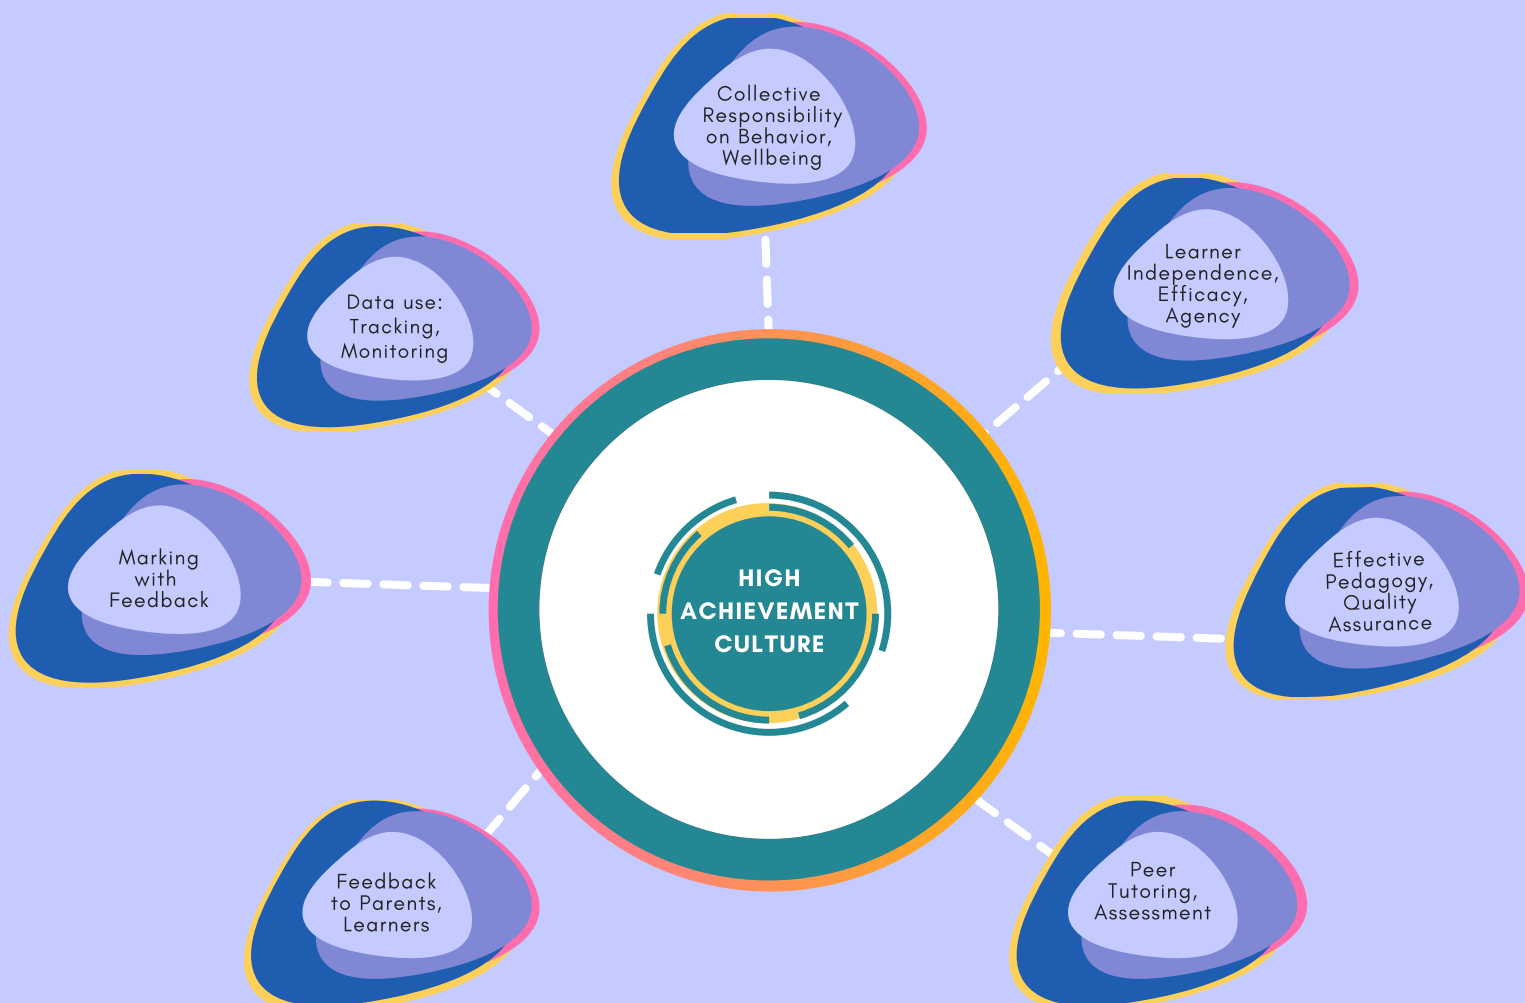 Collective
Responsibility
on Behavior,
Wellbeing
Learner
Independence,
Efficacy,
Agency
Data use:
Tracking,
Monitoring
Marking
with
Feedback
HIGH
ACHIEVEMENT
CULTURE
Effective
Pedagogy,
Quality
Assurance
Feedback
to Parents,
Learners
Peer
Tutoring,
Assessment